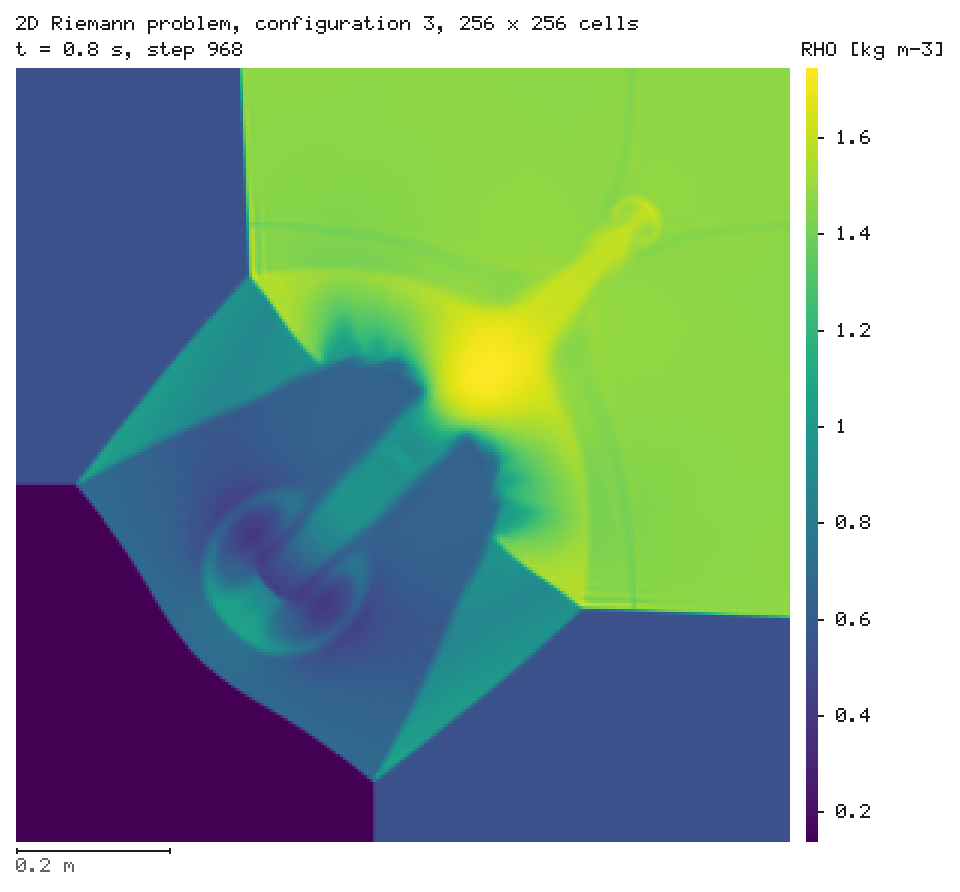 2D Riemann problem, configuration 3, 256 x 256 cells
t = 0.8 s, step 968
RHO [kg m-3]
1.6
1.4
1.2
1
0.8
0.6
0.4
0.2
0.2 m